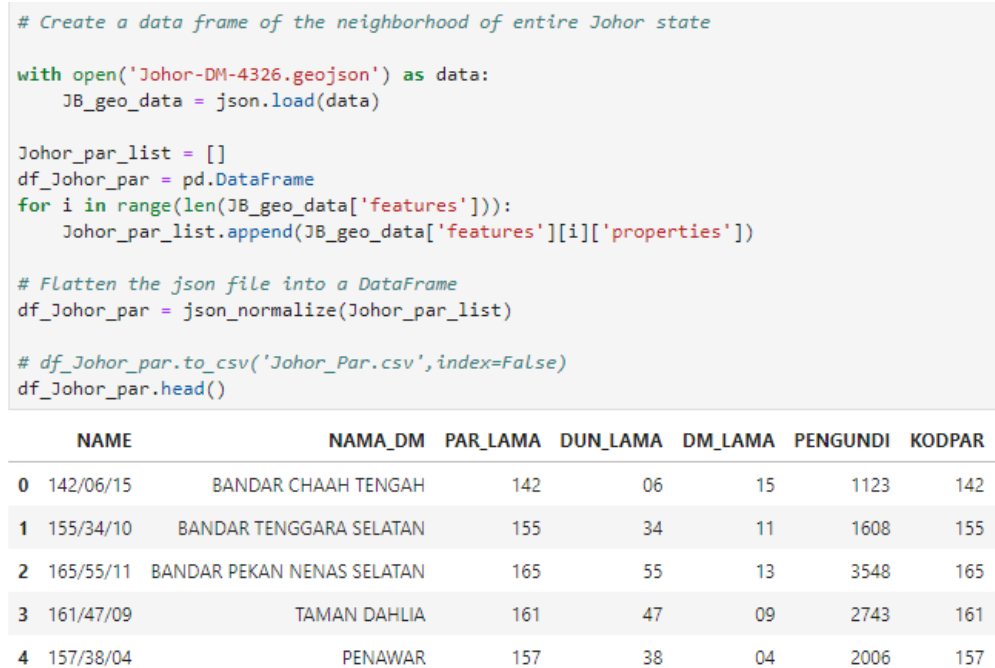 # Create a data frame of the neighborhood of entire Johor state
with open('Johor-DM-4326.geojson') as data:
    JB_geo_data = json.load(data)
Johor_par_list = []
df_Johor_par = pd.DataFrame
for i in range(len(JB_geo_data['features'])):
    Johor_par_list.append(JB_geo_data['features'][i]['properties'])
# Flatten the json file into a DataFrame
df_Johor_par = json_normalize(Johor_par_list)
# df_Johor_par.to_csv('Johor_Par.csv',index=False)
df_Johor_par.head()
NAME NAMA_DM PAR_LAMA DUN_LAMA DM_LAMA PENGUNDI KODPAR
0 142/06/15 BANDAR CHAAH TENGAH 142 06 15 1123 142
1 155/34/10 BANDAR TENGGARA SELATAN 155 34 11 1608 155
2 165/55/11 BANDAR PEKAN NENAS SELATAN 165 55 13 3548 165
3 161/47/09 TAMAN DAHLIA 161 47 09 2743 161
4 157/38/04 PENAWAR 157 38 04 2006 157